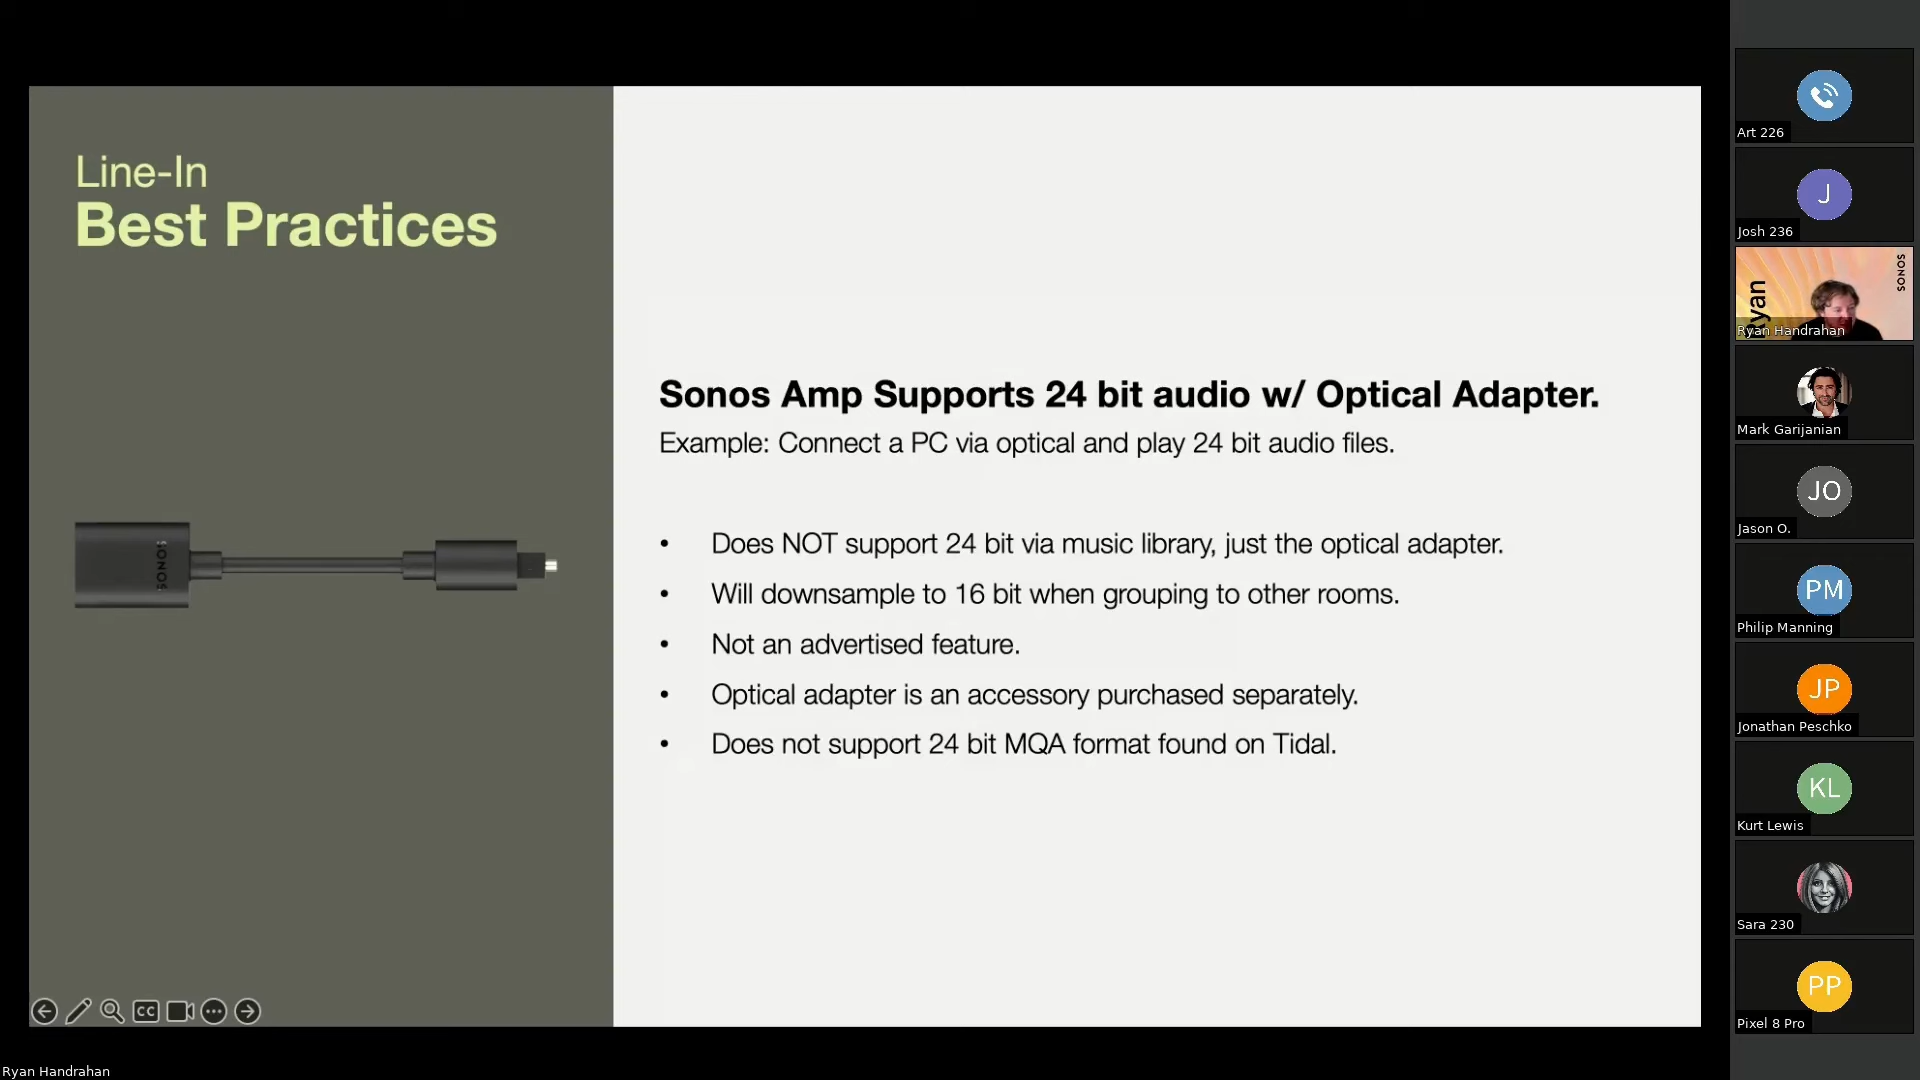 Line-In
Best Practices
SONOS
Sonos Amp Supports 24 bit audio w/ Optical Adapter.
Example: Connect a PC via optical and play 24 bit audio files.
• Does NOT support 24 bit via music library, just the optical adapter.
• Will downsample to 16 bit when grouping to other rooms.
• Not an advertised feature.
• Optical adapter is an accessory purchased separately.
• Does not support 24 bit MQA format found on Tidal.
CC
Ryan Handrahan
Art 226
J
Josh 236
Ryan
SONOS
Ryan Handrahan
Mark Garijanian
JO
Jason O.
PM
Philip Manning
JP
Jonathan Peschko
KL
Kurt Lewis
Sara 230
PP
Pixel 8 Pro